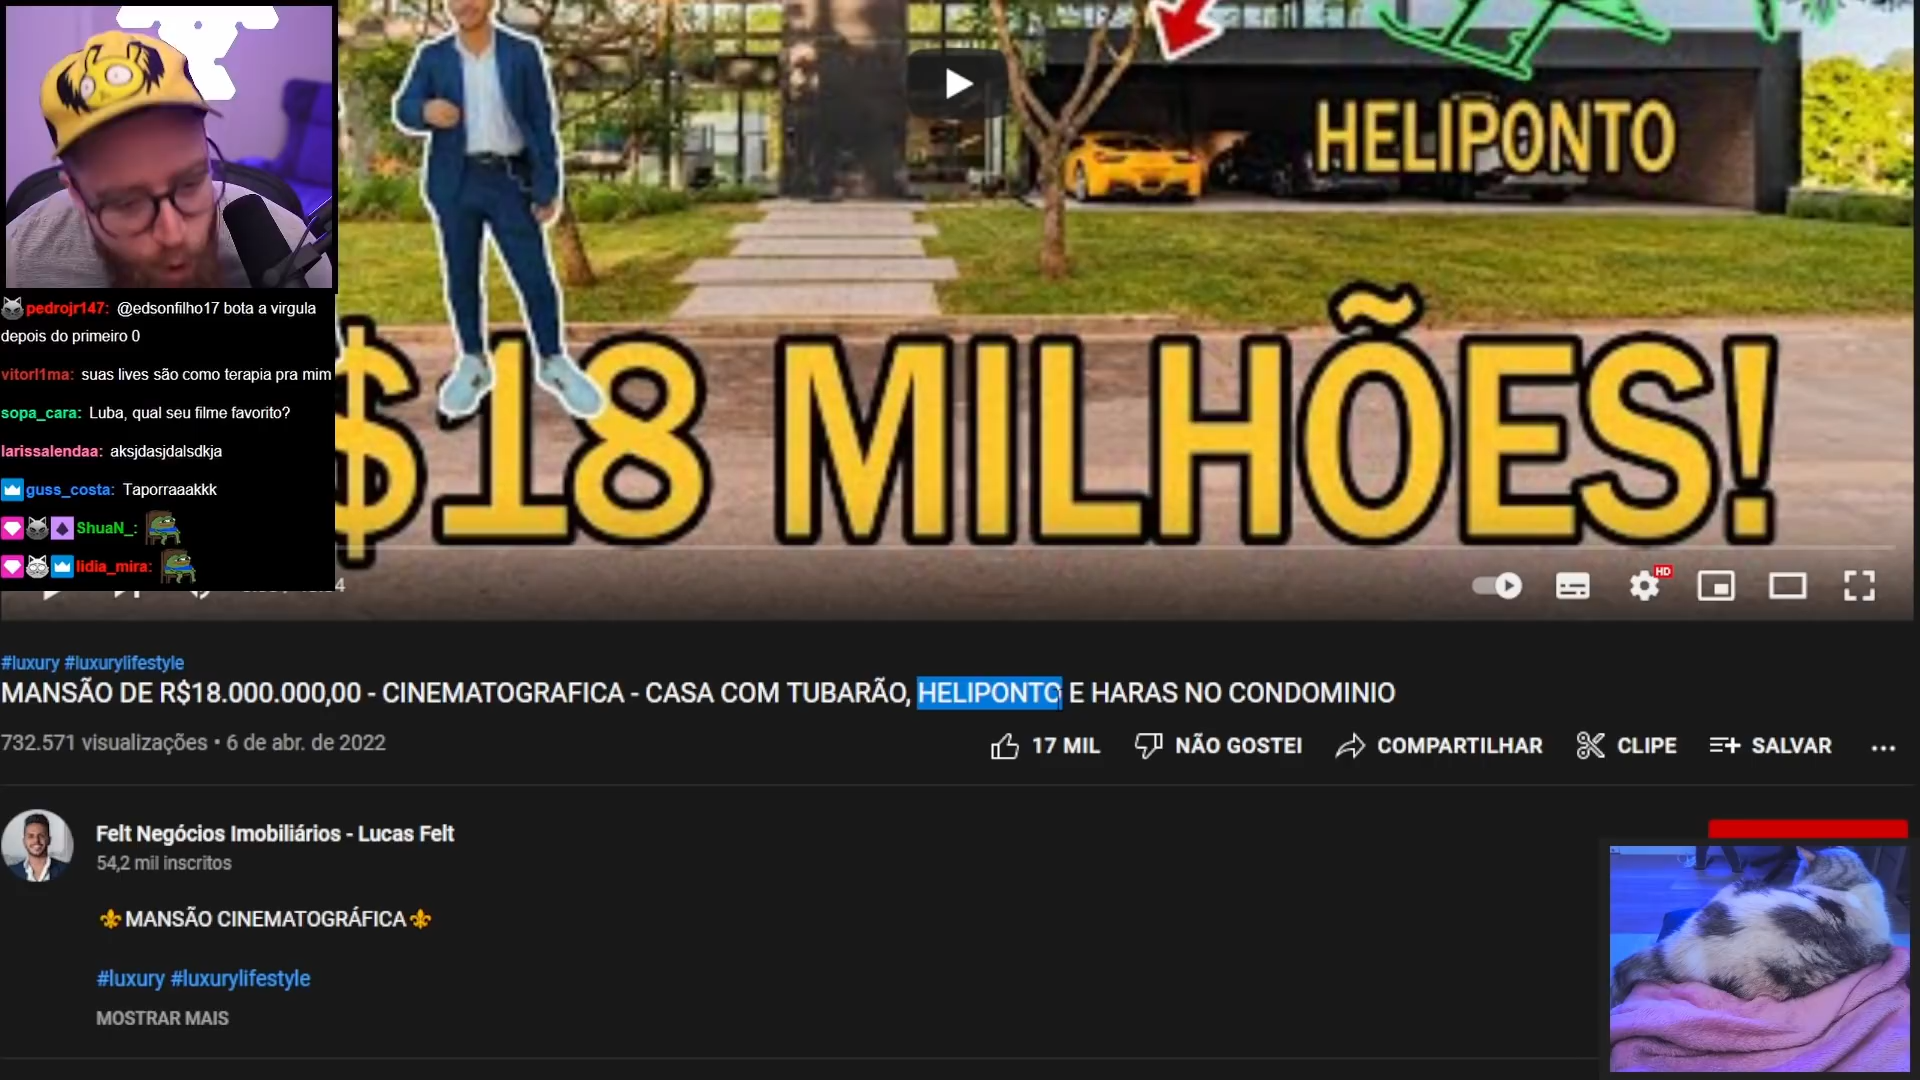 HELIPONTO
$18 MILHÕES!
pedrojr147: @edsonfilho17 bota a virgula
depois do primeiro 0
vitorl1ma: suas lives são como terapia pra mim
sopa_cara: Luba, qual seu filme favorito?
larissalendaa: aksjdasjdalsdkja
guss_costa: Taporraaakkk
ShuaN_:
lidia_mira:
HD
#luxury #luxurylifestyle
MANSÃO DE R$18.000.000,00 - CINEMATOGRAFICA - CASA COM TUBARÃO, HELIPONTO E HARAS NO CONDOMINIO
732.571 visualizações • 6 de abr. de 2022
17 MIL
NÃO GOSTEI
COMPARTILHAR
CLIPE
SALVAR
Felt Negócios Imobiliários - Lucas Felt
54,2 mil inscritos
⚜MANSÃO CINEMATOGRÁFICA⚜
#luxury #luxurylifestyle
MOSTRAR MAIS